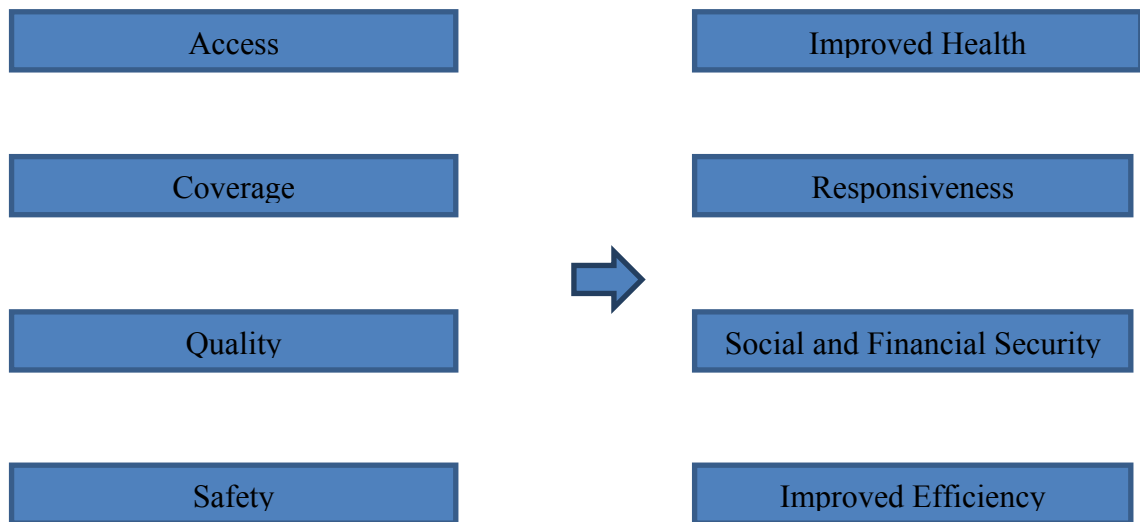 Access
Improved Health
Coverage
Responsiveness
Quality
Social and Financial Security
Safety
Improved Efficiency